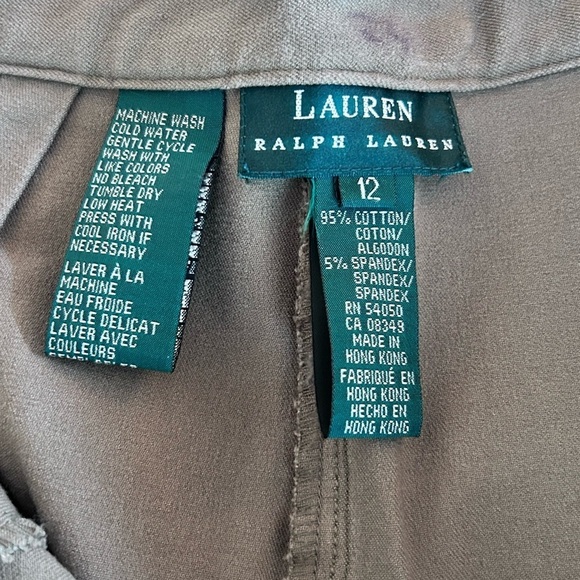 MACHINE WASH
COLD WATER
GENTLE CYCLE
WASH WITH
LIKE COLORS
NO BLEACH
TUMBLE DRY
LOW HEAT
PRESS WITH
COOL IRON IF
NECESSARY
LAVER À LA
MACHINE
EAU FROIDE
CYCLE DELICAT
LAVER AVEC
COULEURS
LAUREN
RALPH LAUREN
12
95% COTTON/
COTON/
ALGODON
5% SPANDEX/
SPANDEX/
SPANDEX
RN 54050
CA 08349
MADE IN
HONG KONG
FABRIQUÉ EN
HONG KONG
HECHO EN
HONG KONG